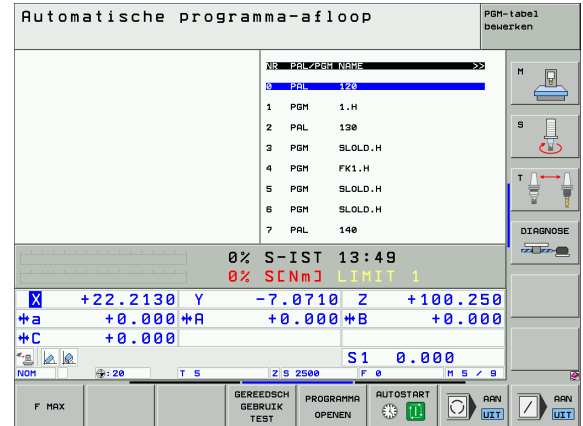 Automatische programma-afloop
PGM-tabel
bewerken
NR PAL/PGM NAME >>
0 PAL 120
1 PGM 1.H
2 PAL 130
3 PGM SLOLD.H
4 PGM FK1.H
5 PGM SLOLD.H
6 PGM SLOLD.H
7 PAL 140
M
S
T
DIAGNOSE
0% S-IST 13:49
0% S[Nm] LIMIT 1
X +22.2130 Y -7.0710 Z +100.250
a +0.000 A +0.000 B +0.000
C +0.000
S1 0.000
NOM 20 T 5 Z S 2500 F 0 M 5 / 9
F MAX
GEREEDSCH
GEBRUIK
TEST
PROGRAMMA
OPENEN
AUTOSTART
AAN
UIT
AAN
UIT